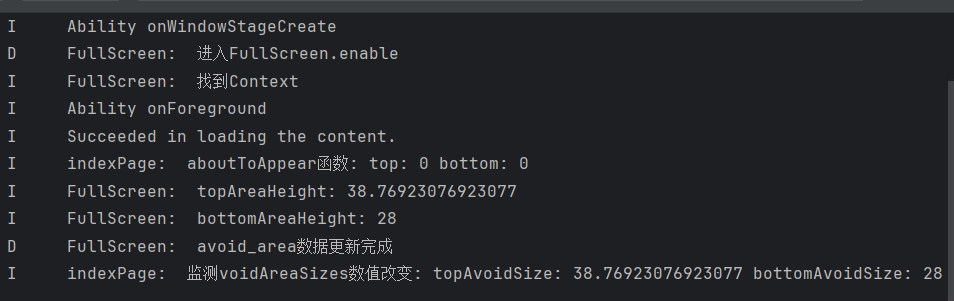 I Ability onWindowStageCreate
D FullScreen: 进入FullScreen.enable
I FullScreen: 找到Context
I Ability onForeground
I Succeeded in loading the content.
I indexPage: aboutToAppear函数: top: 0 bottom: 0
I FullScreen: topAreaHeight: 38.76923076923077
I FullScreen: bottomAreaHeight: 28
D FullScreen: avoid_area数据更新完成
I indexPage: 监测voidAreaSizes数值改变: topAvoidSize: 38.76923076923077 bottomAvoidSize: 28